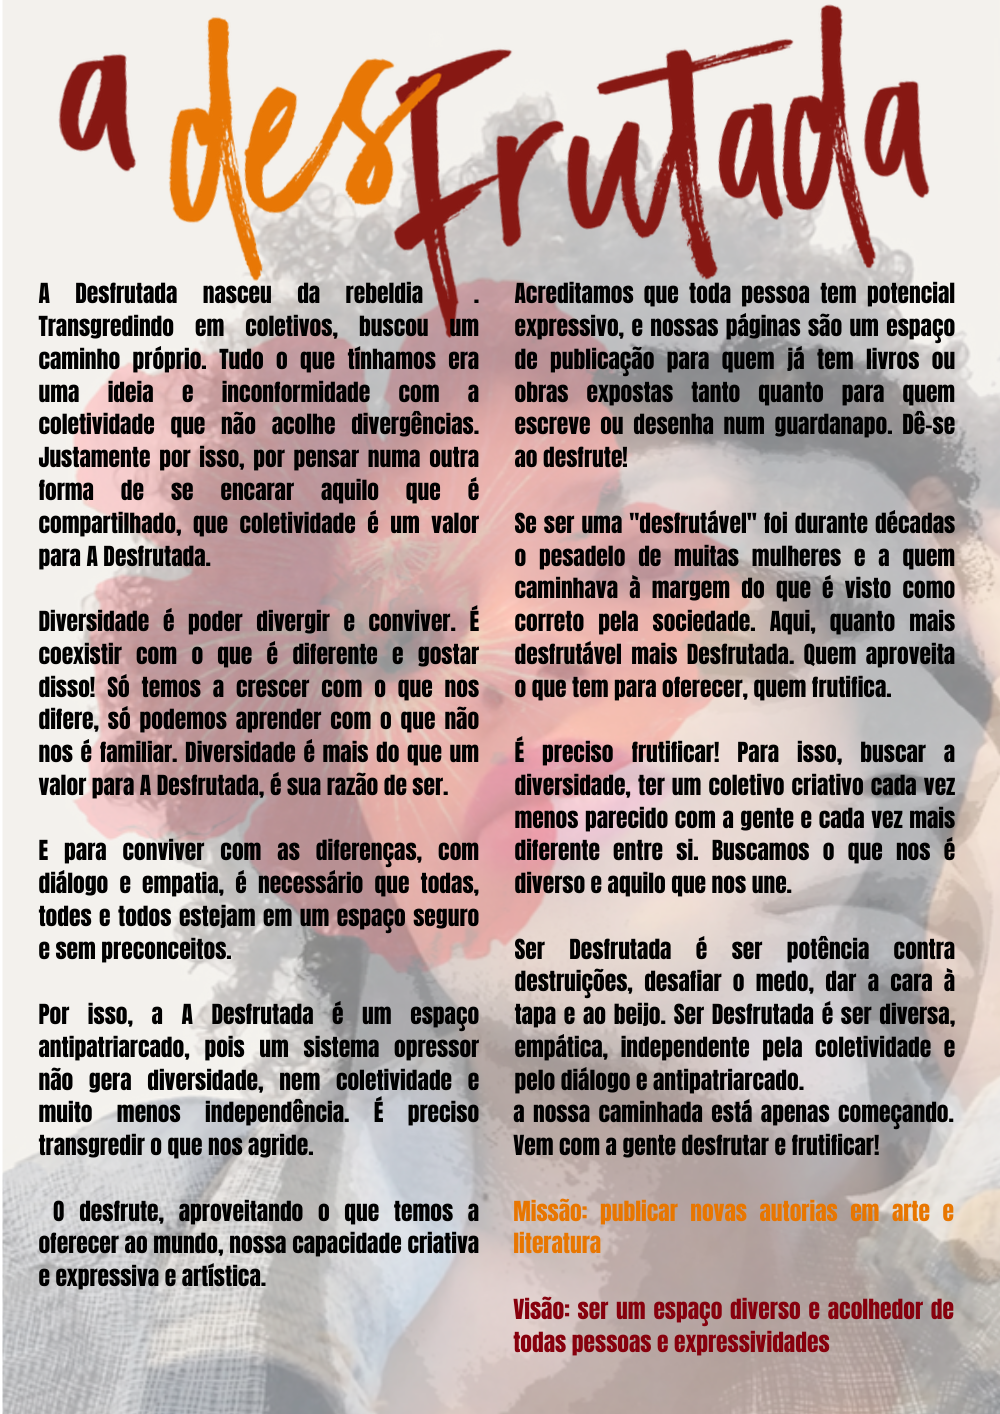 a desfrutada
A Desfrutada nasceu da rebeldia .
Transgredindo em coletivos, buscou um
caminho próprio. Tudo o que tínhamos era
uma ideia e inconformidade com a
coletividade que não acolhe divergências.
Justamente por isso, por pensar numa outra
forma de se encarar aquilo que é
compartilhado, que coletividade é um valor
para A Desfrutada.
Diversidade é poder divergir e conviver. É
coexistir com o que é diferente e gostar
disso! Só temos a crescer com o que nos
difere, só podemos aprender com o que não
nos é familiar. Diversidade é mais do que um
valor para A Desfrutada, é sua razão de ser.
E para conviver com as diferenças, com
diálogo e empatia, é necessário que todas,
todes e todos estejam em um espaço seguro
e sem preconceitos.
Por isso, a A Desfrutada é um espaço
antipatriarcado, pois um sistema opressor
não gera diversidade, nem coletividade e
muito menos independência. É preciso
transgredir o que nos agride.
O desfrute, aproveitando o que temos a
oferecer ao mundo, nossa capacidade criativa
e expressiva e artística.
Acreditamos que toda pessoa tem potencial
expressivo, e nossas páginas são um espaço
de publicação para quem já tem livros ou
obras expostas tanto quanto para quem
escreve ou desenha num guardanapo. Dê-se
ao desfrute!
Se ser uma "desfrutável" foi durante décadas
o pesadelo de muitas mulheres e a quem
caminhava à margem do que é visto como
correto pela sociedade. Aqui, quanto mais
desfrutável mais Desfrutada. Quem aproveita
o que tem para oferecer, quem frutifica.
É preciso frutificar! Para isso, buscar a
diversidade, ter um coletivo criativo cada vez
menos parecido com a gente e cada vez mais
diferente entre si. Buscamos o que nos é
diverso e aquilo que nos une.
Ser Desfrutada é ser potência contra
destruições, desafiar o medo, dar a cara à
tapa e ao beijo. Ser Desfrutada é ser diversa,
empática, independente pela coletividade e
pelo diálogo e antipatriarcado.
a nossa caminhada está apenas começando.
Vem com a gente desfrutar e frutificar!
Missão: publicar novas autorias em arte e
literatura
Visão: ser um espaço diverso e acolhedor de
todas pessoas e expressividades